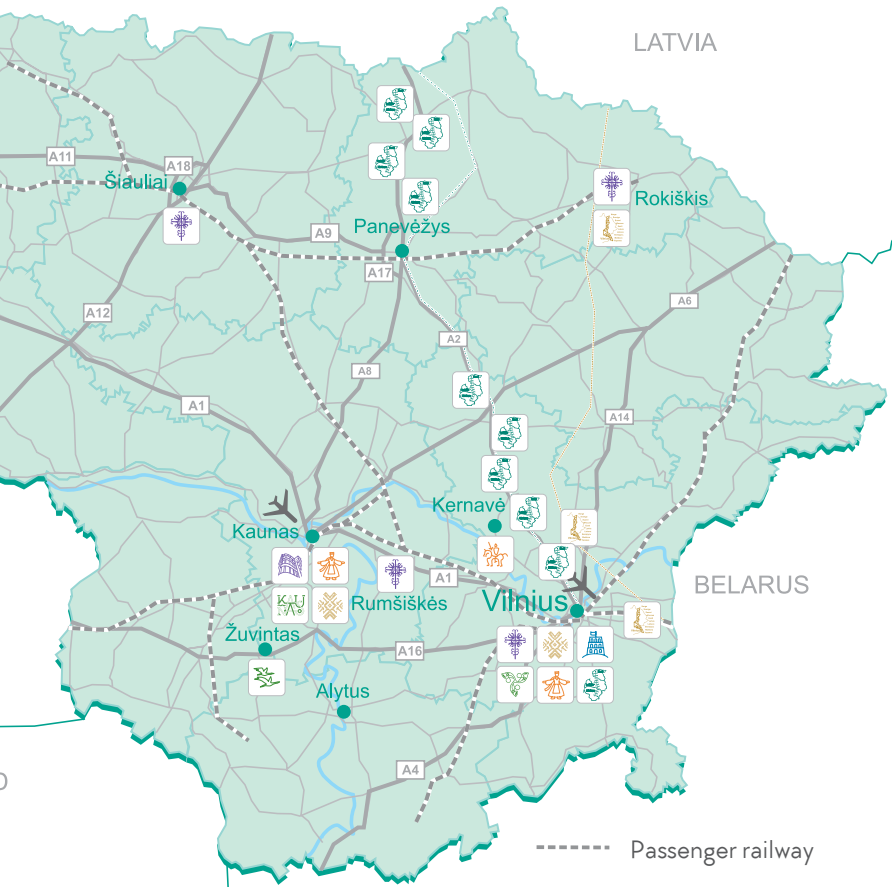 LATVIA
A11
A18
Šiauliai
Rokiškis
Panevėžys
A9
A17
A6
A12
A2
A8
A1
A14
Kernavė
Kaunas
A1
BELARUS
Rumšiškės
Vilnius
KU
Žuvintas
A16
Alytus
A4
Passenger railway